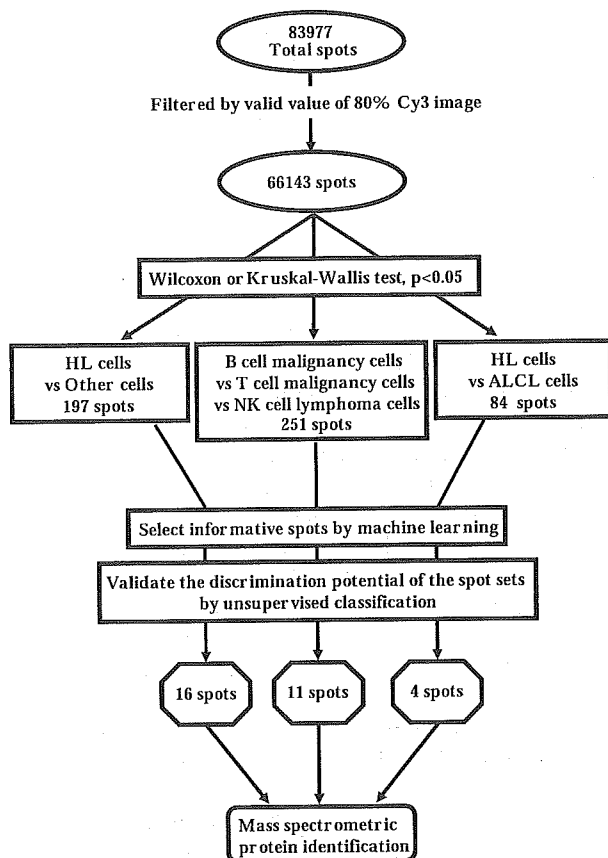 83977
Total spots
Filtered by valid value of 80% Cy3 image
66143 spots
Wilcoxon or Kruskal-Wallis test, p<0.05
HL cells
vs Other cells
197 spots
B cell malignancy cells
vs T cell malignancy cells
vs NK cell lymphoma cells
251 spots
HL cells
vs ALCL cells
84 spots
Select informative spots by machine learning
Validate the discrimination potential of the spot sets
by unsupervised classification
16 spots
11 spots
4 spots
Mass spectrometric
protein identification